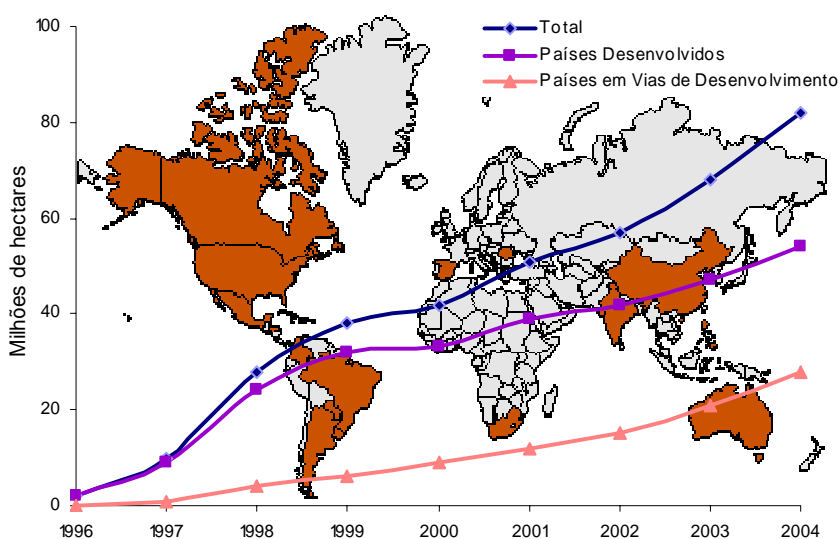 Total
Países Desenvolvidos
Países em Vias de Desenvolvimento
Milhões de hectares
100
80
60
40
20
0
1996 1997 1998 1999 2000 2001 2002 2003 2004